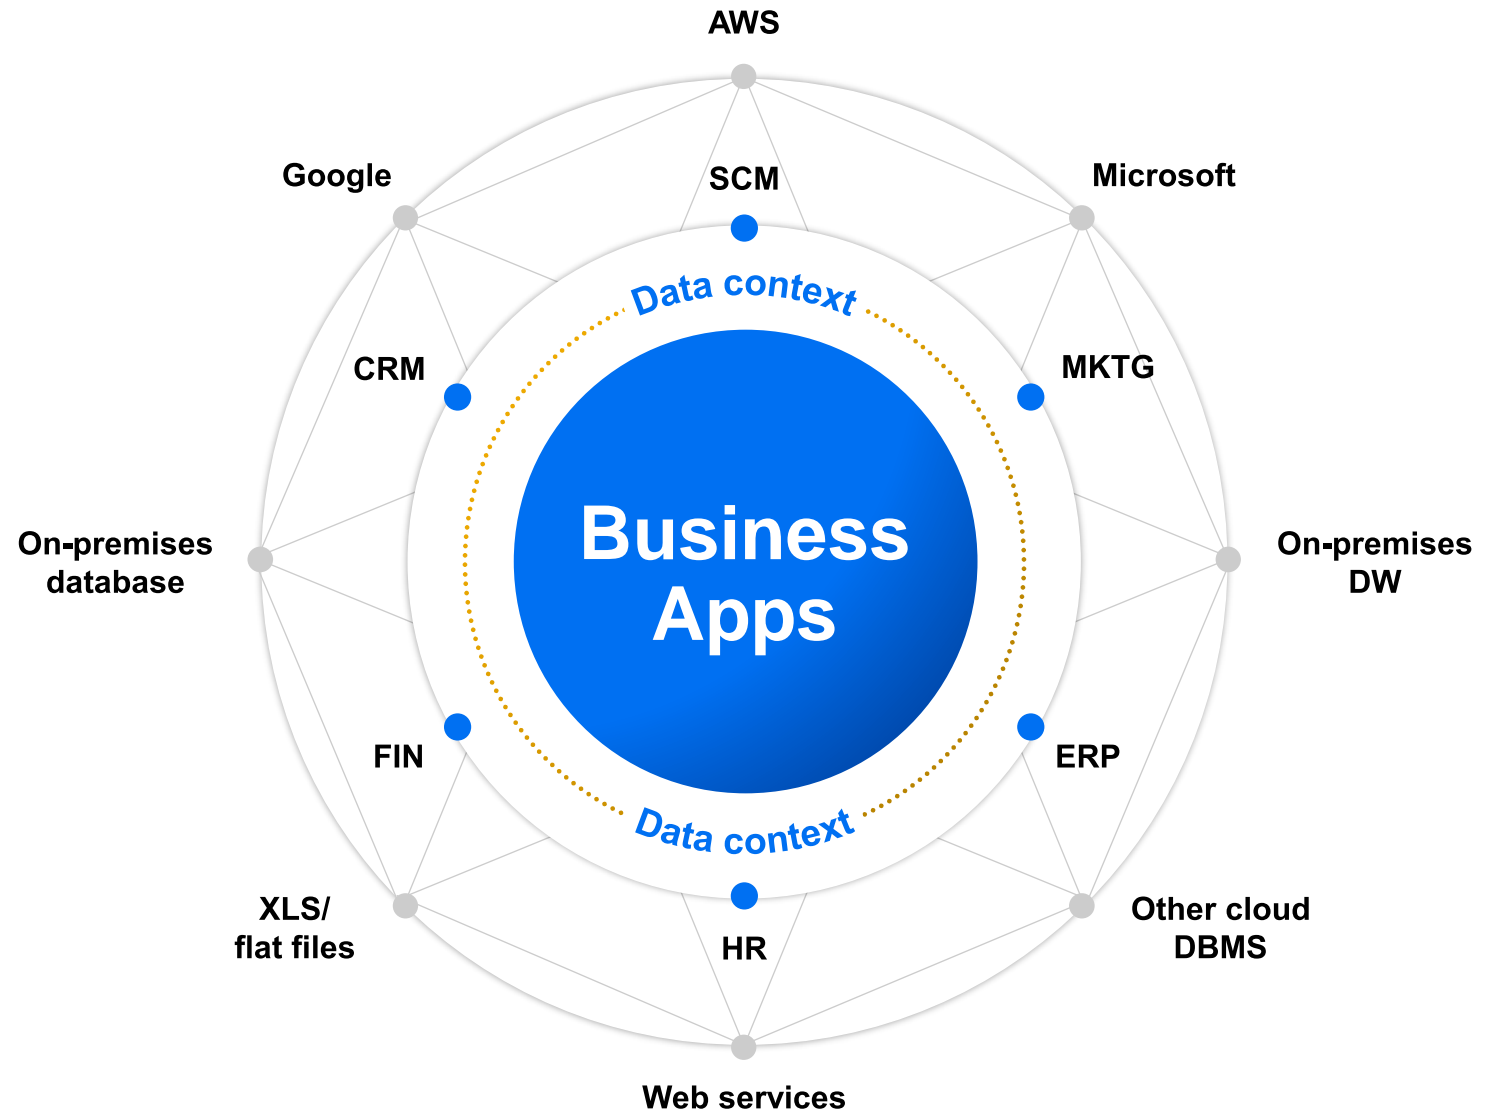 AWS
Google
Microsoft
SCM
Data context
CRM
MKTG
Business
Apps
On-premises
database
On-premises
DW
FIN
ERP
Data context
XLS/
flat files
HR
Other cloud
DBMS
Web services